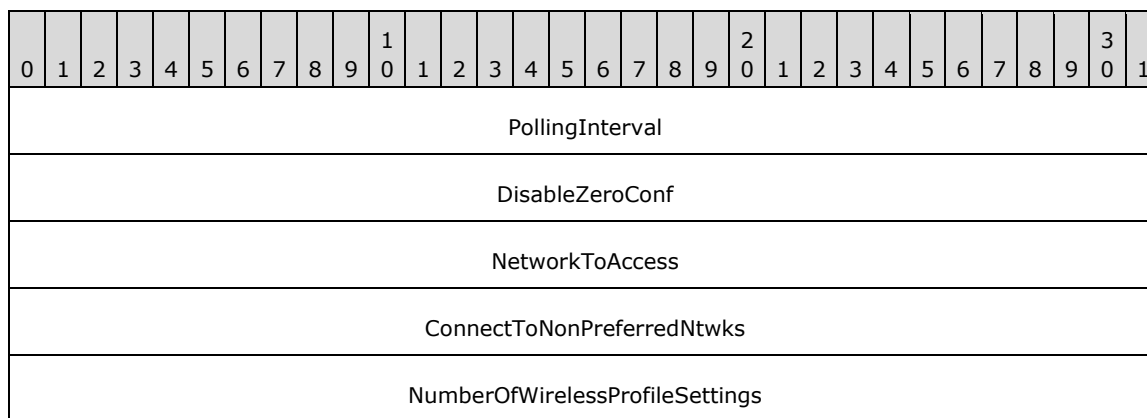 1 2 3
0 1 2 3 4 5 6 7 8 9 0 1 2 3 4 5 6 7 8 9 0 1 2 3 4 5 6 7 8 9 0 1
PollingInterval
DisableZeroConf
NetworkToAccess
ConnectToNonPreferredNtwks
NumberOfWirelessProfileSettings